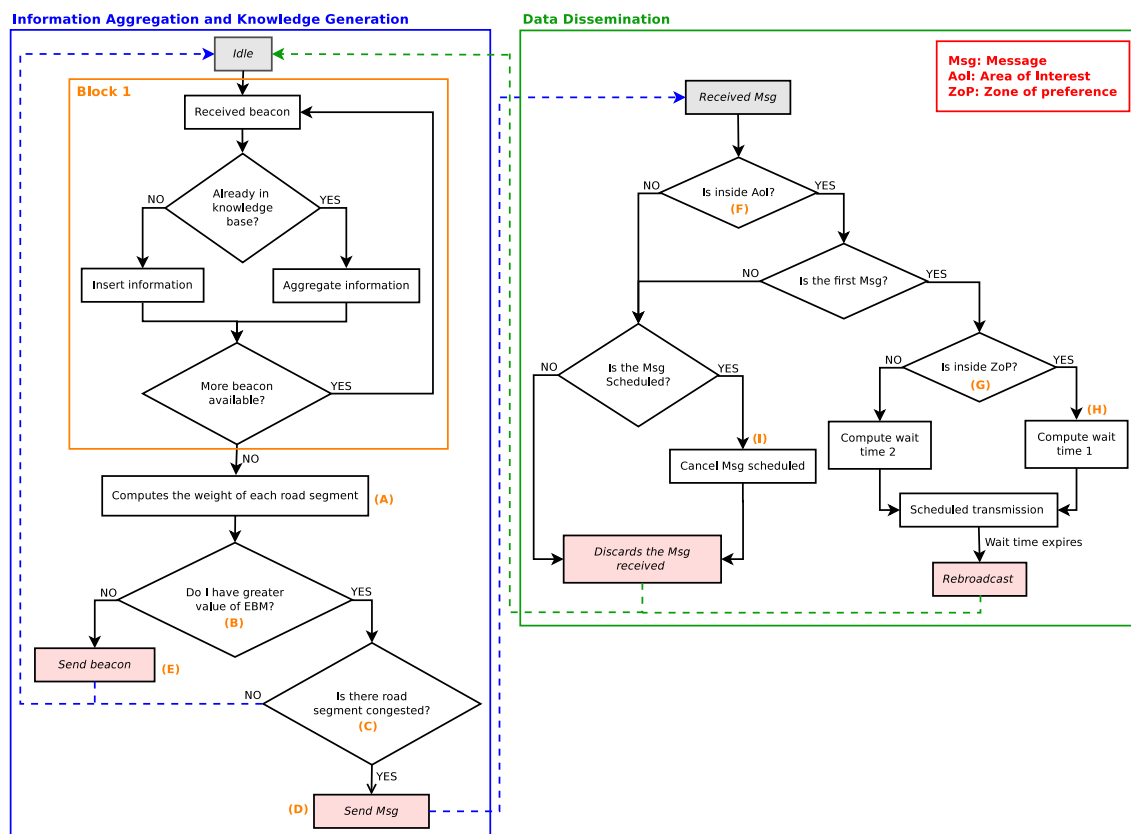 Information Aggregation and Knowledge Generation
Idle
Block 1
Received beacon
NO
Already in
knowledge
base?
YES
Insert information
Aggregate information
More beacon
available?
YES
NO
Computes the weight of each road segment
(A)
NO
Do I have greater
value of EBM?
(B)
YES
Send beacon
(E)
NO
Is there road
segment congested?
(C)
YES
(D)
Send Msg
Data Dissemination
Msg: Message
AoI: Area of Interest
ZoP: Zone of preference
Received Msg
NO
Is inside AoI?
(F)
YES
NO
Is the first Msg?
YES
NO
Is the Msg
Scheduled?
YES
NO
Is inside ZoP?
(G)
YES
(H)
(I)
Cancel Msg scheduled
Compute wait
time 2
Compute wait
time 1
Scheduled transmission
Wait time expires
Discards the Msg
received
Rebroadcast